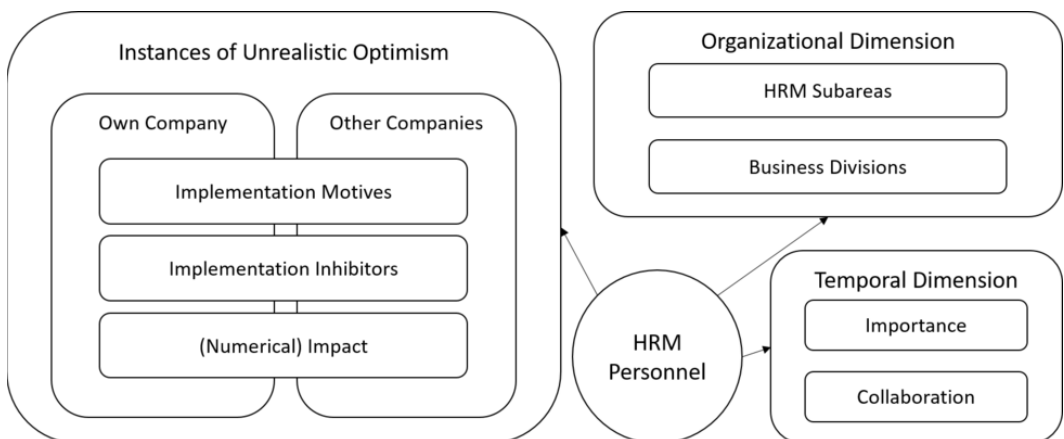 Instances of Unrealistic Optimism
Own Company
Other Companies
Implementation Motives
Implementation Inhibitors
(Numerical) Impact
Organizational Dimension
HRM Subareas
Business Divisions
HRM
Personnel
Temporal Dimension
Importance
Collaboration